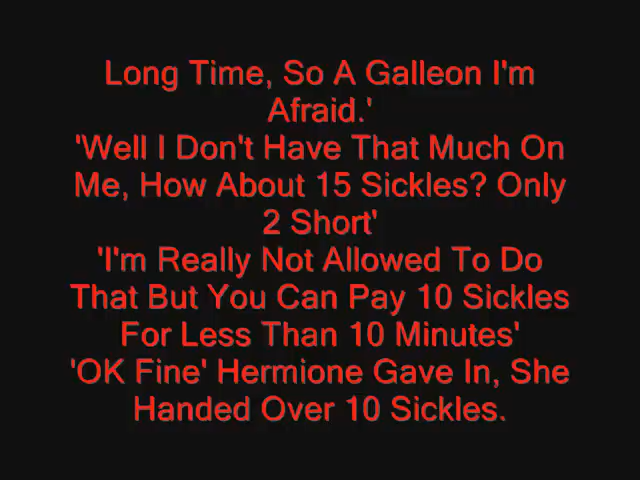 Long Time, So A Galleon I'm
Afraid.'
'Well I Don't Have That Much On
Me, How About 15 Sickles? Only
2 Short'
'I'm Really Not Allowed To Do
That But You Can Pay 10 Sickles
For Less Than 10 Minutes'
'OK Fine' Hermione Gave In, She
Handed Over 10 Sickles.